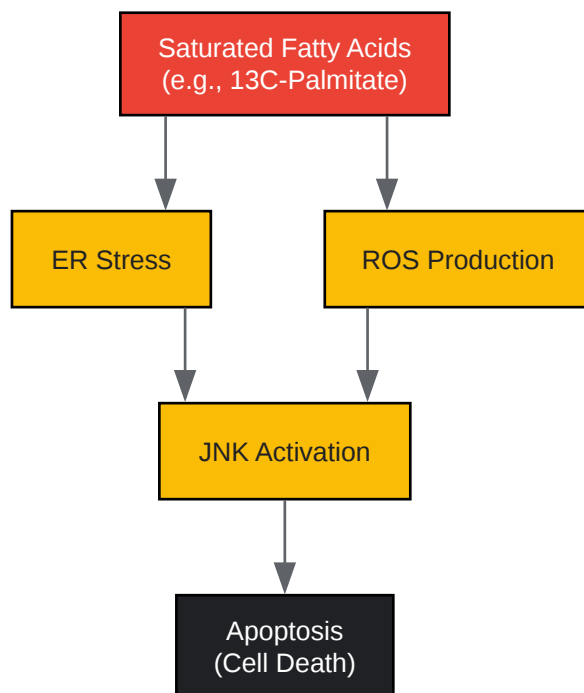 Saturated Fatty Acids
(e.g., 13C-Palmitate)
ER Stress
ROS Production
JNK Activation
Apoptosis
(Cell Death)